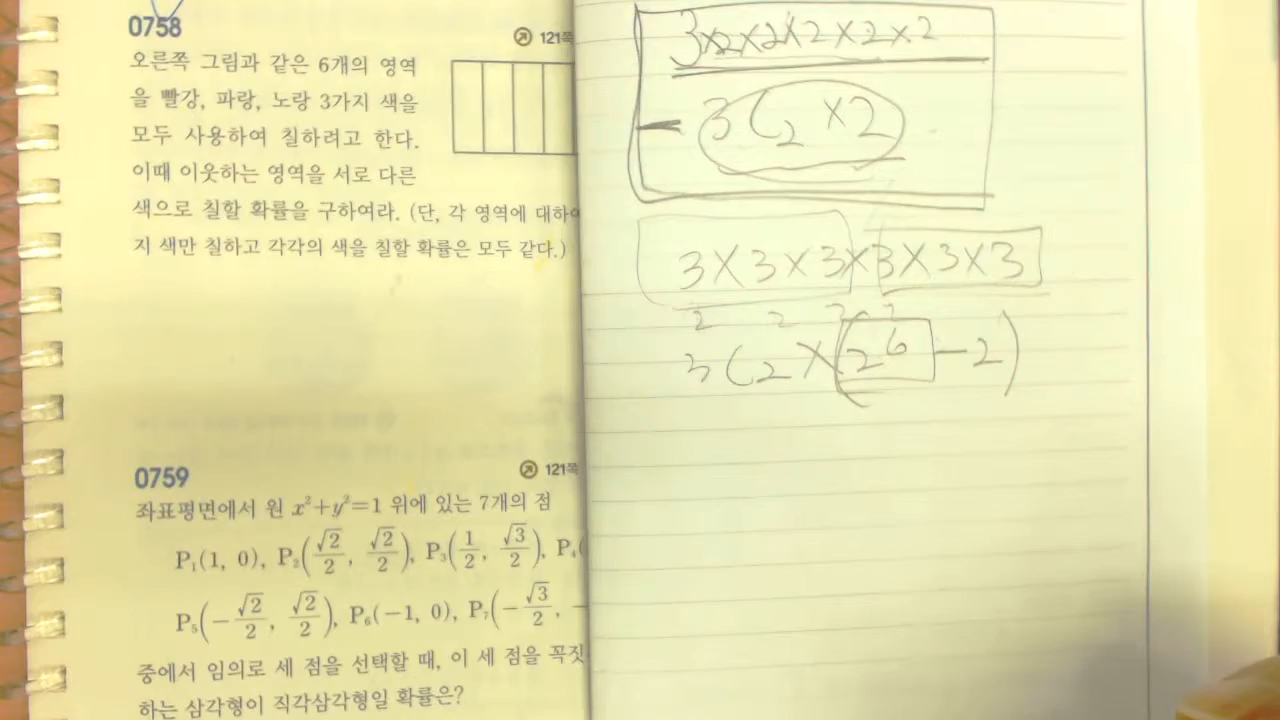 0758
121쪽
오른쪽 그림과 같은 6개의 영역
을 빨강, 파랑, 노랑 3가지 색을
모두 사용하여 칠하려고 한다.
이때 이웃하는 영역을 서로 다른
색으로 칠할 확률을 구하여라. (단, 각 영역에 대하여
지 색만 칠하고 각각의 색을 칠할 확률은 모두 같다.)
0759
121쪽
좌표평면에서 원 x²+y²=1 위에 있는 7개의 점
P₁(1, 0), P₂(√2/2, √2/2), P₃(1/2, √3/2), P₄(
P₅(-√2/2, √2/2), P₆(-1, 0), P₇(-√3/2, -
중에서 임의로 세 점을 선택할 때, 이 세 점을 꼭짓
하는 삼각형이 직각삼각형일 확률은?
3×2×2×2×2×2
- ₃C₂ ×2
3×3×3×3×3×3
₃C₂×(2⁶-2)